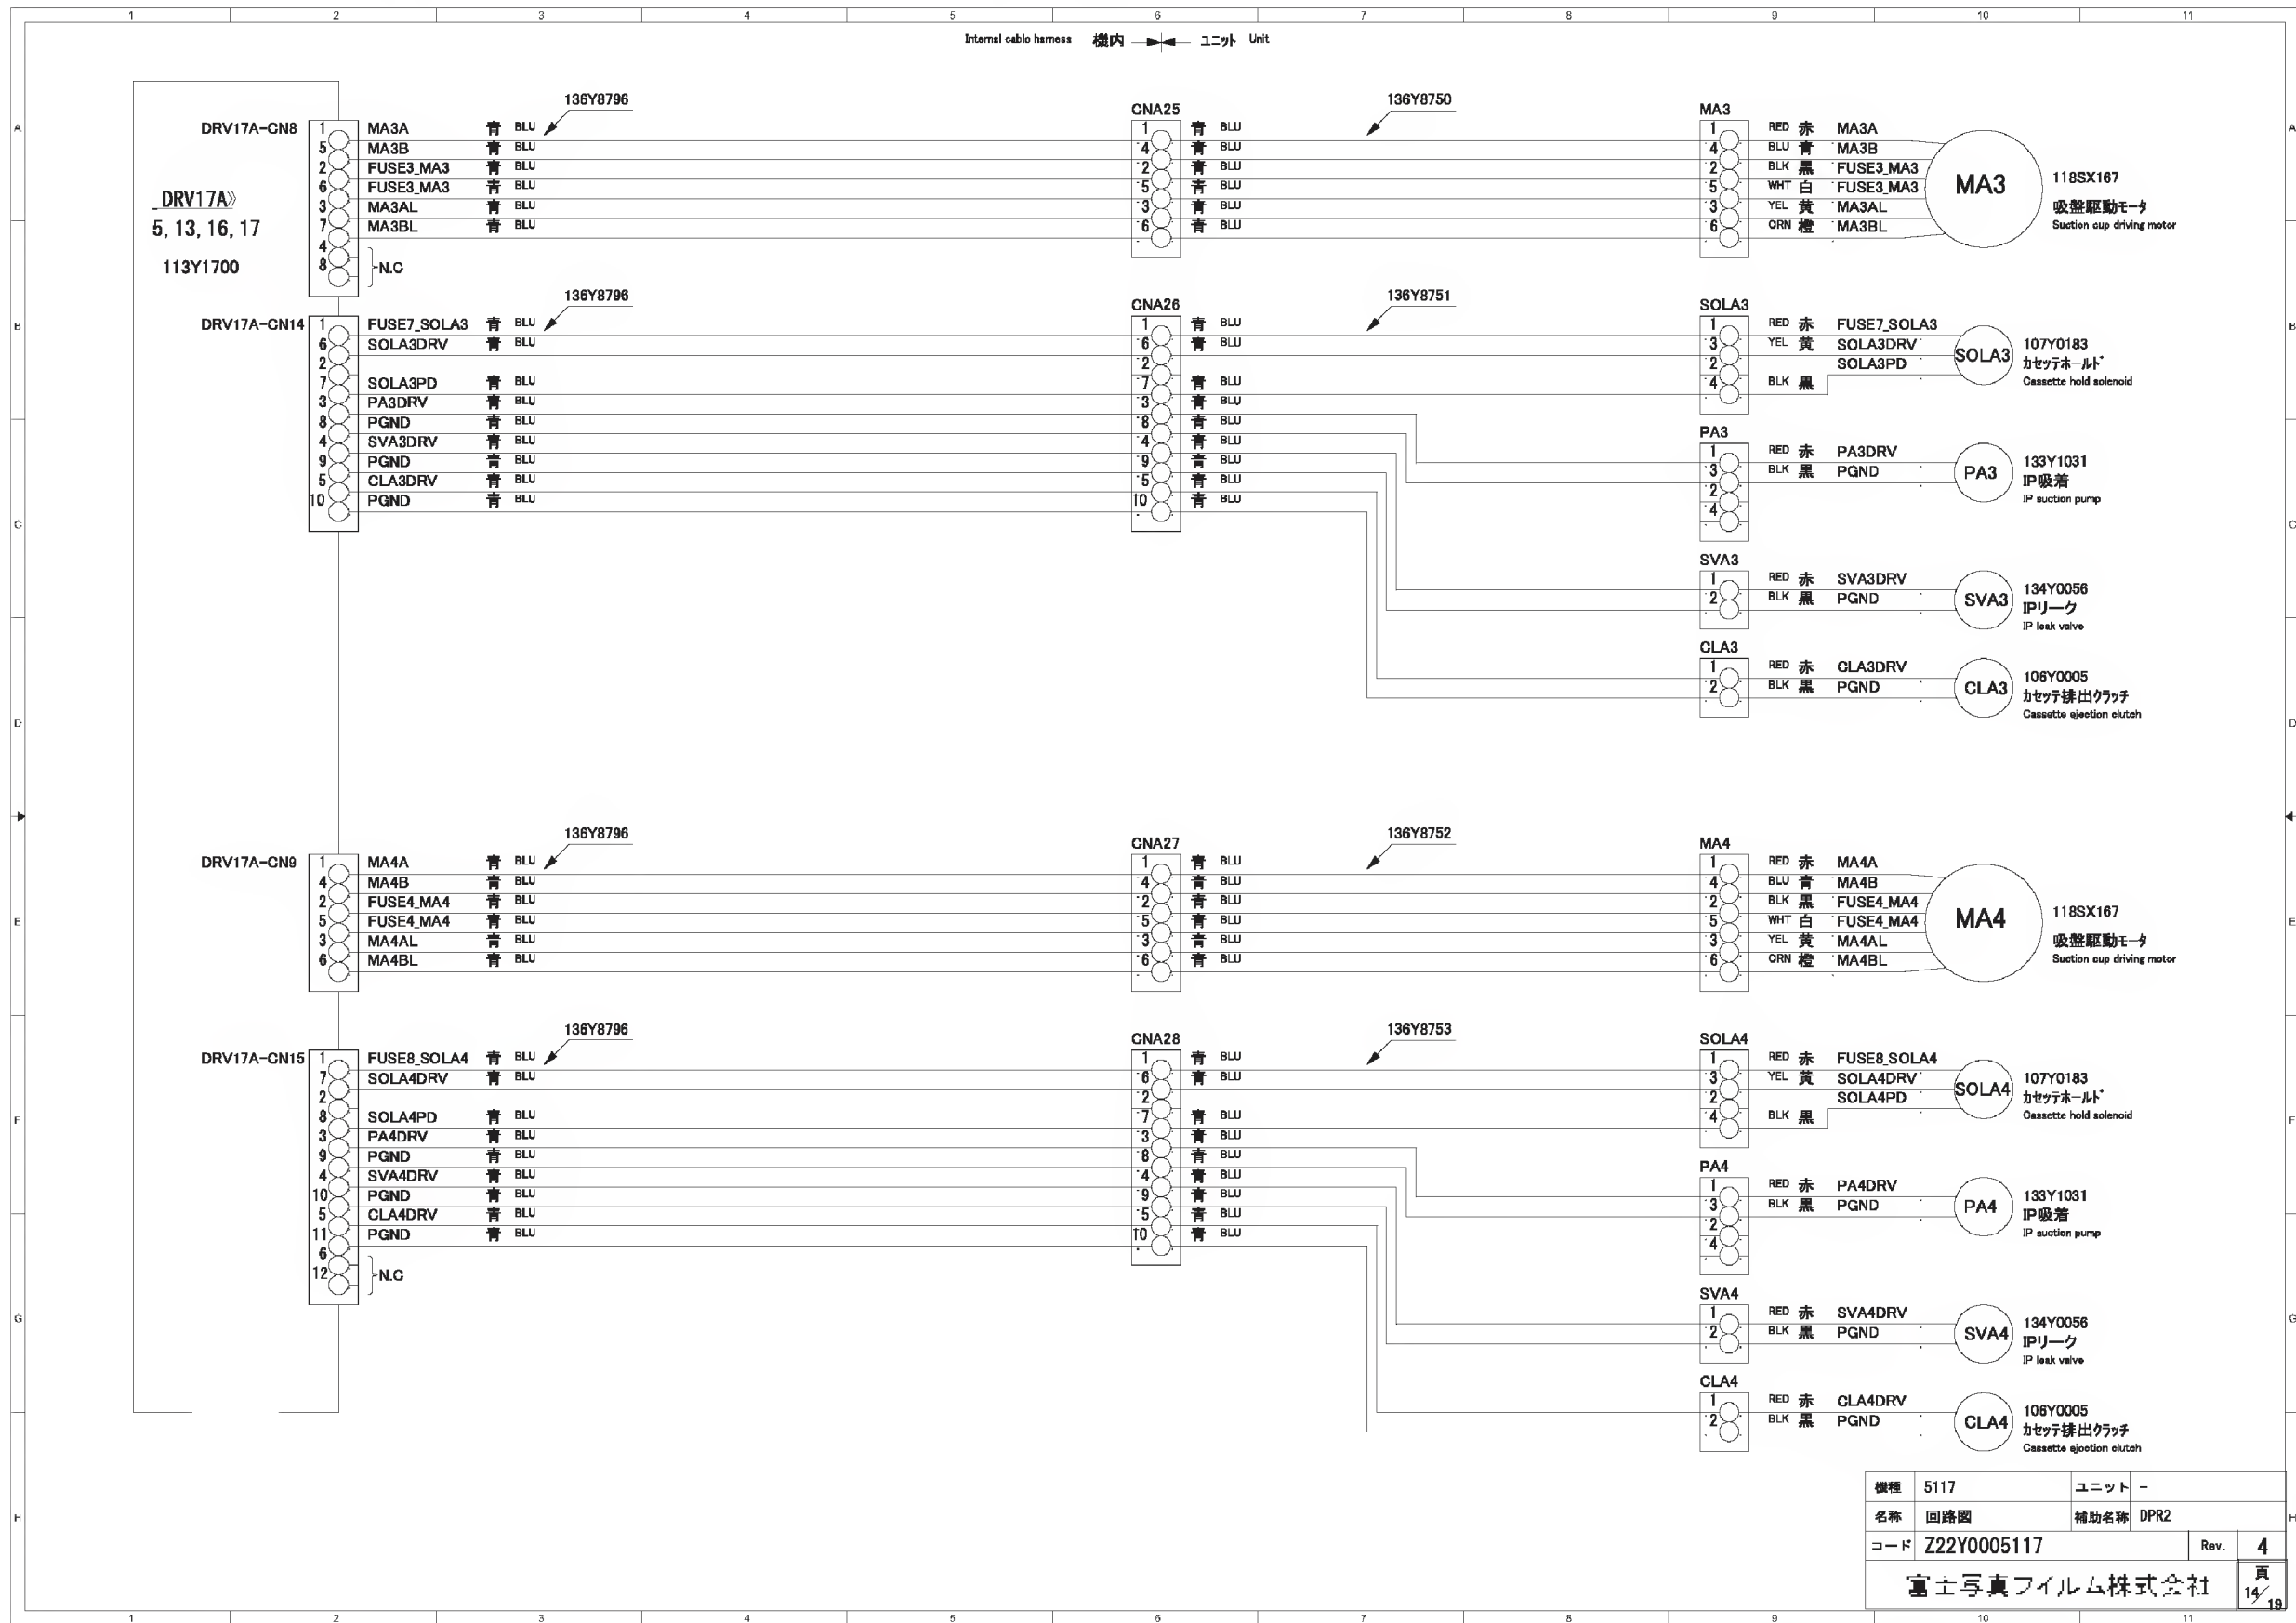 1 2 3 4 5 6 7 8 9 10 11
Internal cable harness 機内 ユニット Unit
A A
B B
C C
D D
E E
F F
G G
H H
DRV17A》
5, 13, 16, 17
113Y1700
DRV17A-CN8
136Y8796
1 MA3A 青 BLU
5 MA3B 青 BLU
2 FUSE3_MA3 青 BLU
6 FUSE3_MA3 青 BLU
3 MA3AL 青 BLU
7 MA3BL 青 BLU
4
8 N.C
CNA25
136Y8750
1 青 BLU
4 青 BLU
2 青 BLU
5 青 BLU
3 青 BLU
6 青 BLU
MA3
1 RED 赤 MA3A
4 BLU 青 MA3B
2 BLK 黒 FUSE3_MA3
5 WHT 白 FUSE3_MA3
3 YEL 黄 MA3AL
6 ORN 橙 MA3BL
MA3
118SX167
吸盤駆動モータ
Suction cup driving motor
DRV17A-CN14
136Y8796
1 FUSE7_SOLA3 青 BLU
6 SOLA3DRV 青 BLU
2
7 SOLA3PD 青 BLU
3 PA3DRV 青 BLU
8 PGND 青 BLU
4 SVA3DRV 青 BLU
9 PGND 青 BLU
5 CLA3DRV 青 BLU
10 PGND 青 BLU
CNA26
136Y8751
1 青 BLU
6 青 BLU
2
7 青 BLU
3 青 BLU
8 青 BLU
4 青 BLU
9 青 BLU
5 青 BLU
10 青 BLU
SOLA3
1 RED 赤 FUSE7_SOLA3
3 YEL 黄 SOLA3DRV
2 SOLA3PD
4 BLK 黒
SOLA3
107Y0183
カセッテホールド
Cassette hold solenoid
PA3
1 RED 赤 PA3DRV
3 BLK 黒 PGND
2
4
PA3
133Y1031
IP吸着
IP suction pump
SVA3
1 RED 赤 SVA3DRV
2 BLK 黒 PGND
SVA3
134Y0056
IPリーク
IP leak valve
CLA3
1 RED 赤 CLA3DRV
2 BLK 黒 PGND
CLA3
106Y0005
カセッテ排出クラッチ
Cassette ejection clutch
DRV17A-CN9
136Y8796
1 MA4A 青 BLU
4 MA4B 青 BLU
2 FUSE4_MA4 青 BLU
5 FUSE4_MA4 青 BLU
3 MA4AL 青 BLU
6 MA4BL 青 BLU
CNA27
136Y8752
1 青 BLU
4 青 BLU
2 青 BLU
5 青 BLU
3 青 BLU
6 青 BLU
MA4
1 RED 赤 MA4A
4 BLU 青 MA4B
2 BLK 黒 FUSE4_MA4
5 WHT 白 FUSE4_MA4
3 YEL 黄 MA4AL
6 ORN 橙 MA4BL
MA4
118SX167
吸盤駆動モータ
Suction cup driving motor
DRV17A-CN15
136Y8796
1 FUSE8_SOLA4 青 BLU
7 SOLA4DRV 青 BLU
2
8 SOLA4PD 青 BLU
3 PA4DRV 青 BLU
9 PGND 青 BLU
4 SVA4DRV 青 BLU
10 PGND 青 BLU
5 CLA4DRV 青 BLU
11 PGND 青 BLU
6
12 N.C
CNA28
136Y8753
1 青 BLU
6 青 BLU
2
7 青 BLU
3 青 BLU
8 青 BLU
4 青 BLU
9 青 BLU
5 青 BLU
10 青 BLU
SOLA4
1 RED 赤 FUSE8_SOLA4
3 YEL 黄 SOLA4DRV
2 SOLA4PD
4 BLK 黒
SOLA4
107Y0183
カセッテホールド
Cassette hold solenoid
PA4
1 RED 赤 PA4DRV
3 BLK 黒 PGND
2
4
PA4
133Y1031
IP吸着
IP suction pump
SVA4
1 RED 赤 SVA4DRV
2 BLK 黒 PGND
SVA4
134Y0056
IPリーク
IP leak valve
CLA4
1 RED 赤 CLA4DRV
2 BLK 黒 PGND
CLA4
106Y0005
カセッテ排出クラッチ
Cassette ejection clutch
機種 5117 ユニット -
名称 回路図 補助名称 DPR2
コード Z22Y0005117 Rev. 4
富士写真フイルム株式会社 頁 14/19
1 2 3 4 5 6 7 8 9 10 11